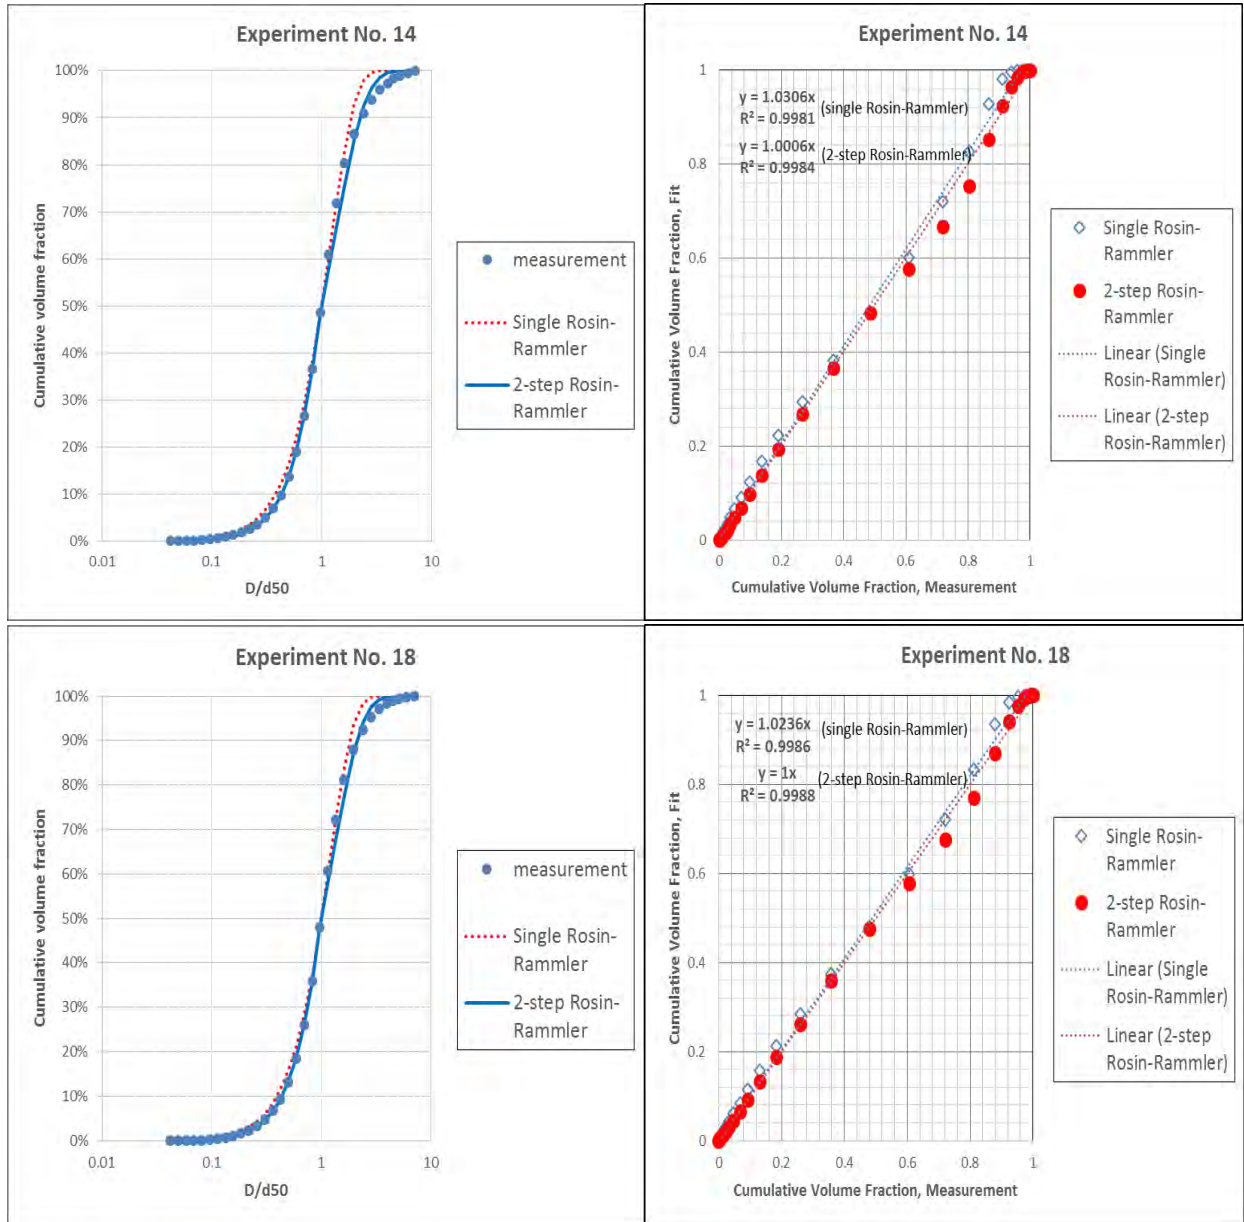 Experiment No. 14
100%
90%
80%
70%
60%
50%
40%
30%
20%
10%
0%
0.01
0.1
1
10
Cumulative volume fraction
D/d50
measurement
Single Rosin-
Rammler
2-step Rosin-
Rammler
Experiment No. 14
y = 1.0306x
(single Rosin-Rammler)
R² = 0.9981
y = 1.0006x
(2-step Rosin-Rammler)
R² = 0.9984
1
0.8
0.6
0.4
0.2
0
0
0.2
0.4
0.6
0.8
1
Cumulative Volume Fraction, Fit
Cumulative Volume Fraction, Measurement
Single Rosin-
Rammler
2-step Rosin-
Rammler
Linear (Single
Rosin-Rammler)
Linear (2-step
Rosin-Rammler)
Experiment No. 18
100%
90%
80%
70%
60%
50%
40%
30%
20%
10%
0%
0.01
0.1
1
10
Cumulative volume fraction
D/d50
measurement
Single Rosin-
Rammler
2-step Rosin-
Rammler
Experiment No. 18
y = 1.0236x
(single Rosin-Rammler)
R² = 0.9986
y = 1x
(2-step Rosin-Rammler)
R² = 0.9988
1
0.8
0.6
0.4
0.2
0
0
0.2
0.4
0.6
0.8
1
Cumulative Volume Fraction, Fit
Cumulative Volume Fraction, Measurement
Single Rosin-
Rammler
2-step Rosin-
Rammler
Linear (Single
Rosin-Rammler)
Linear (2-step
Rosin-Rammler)